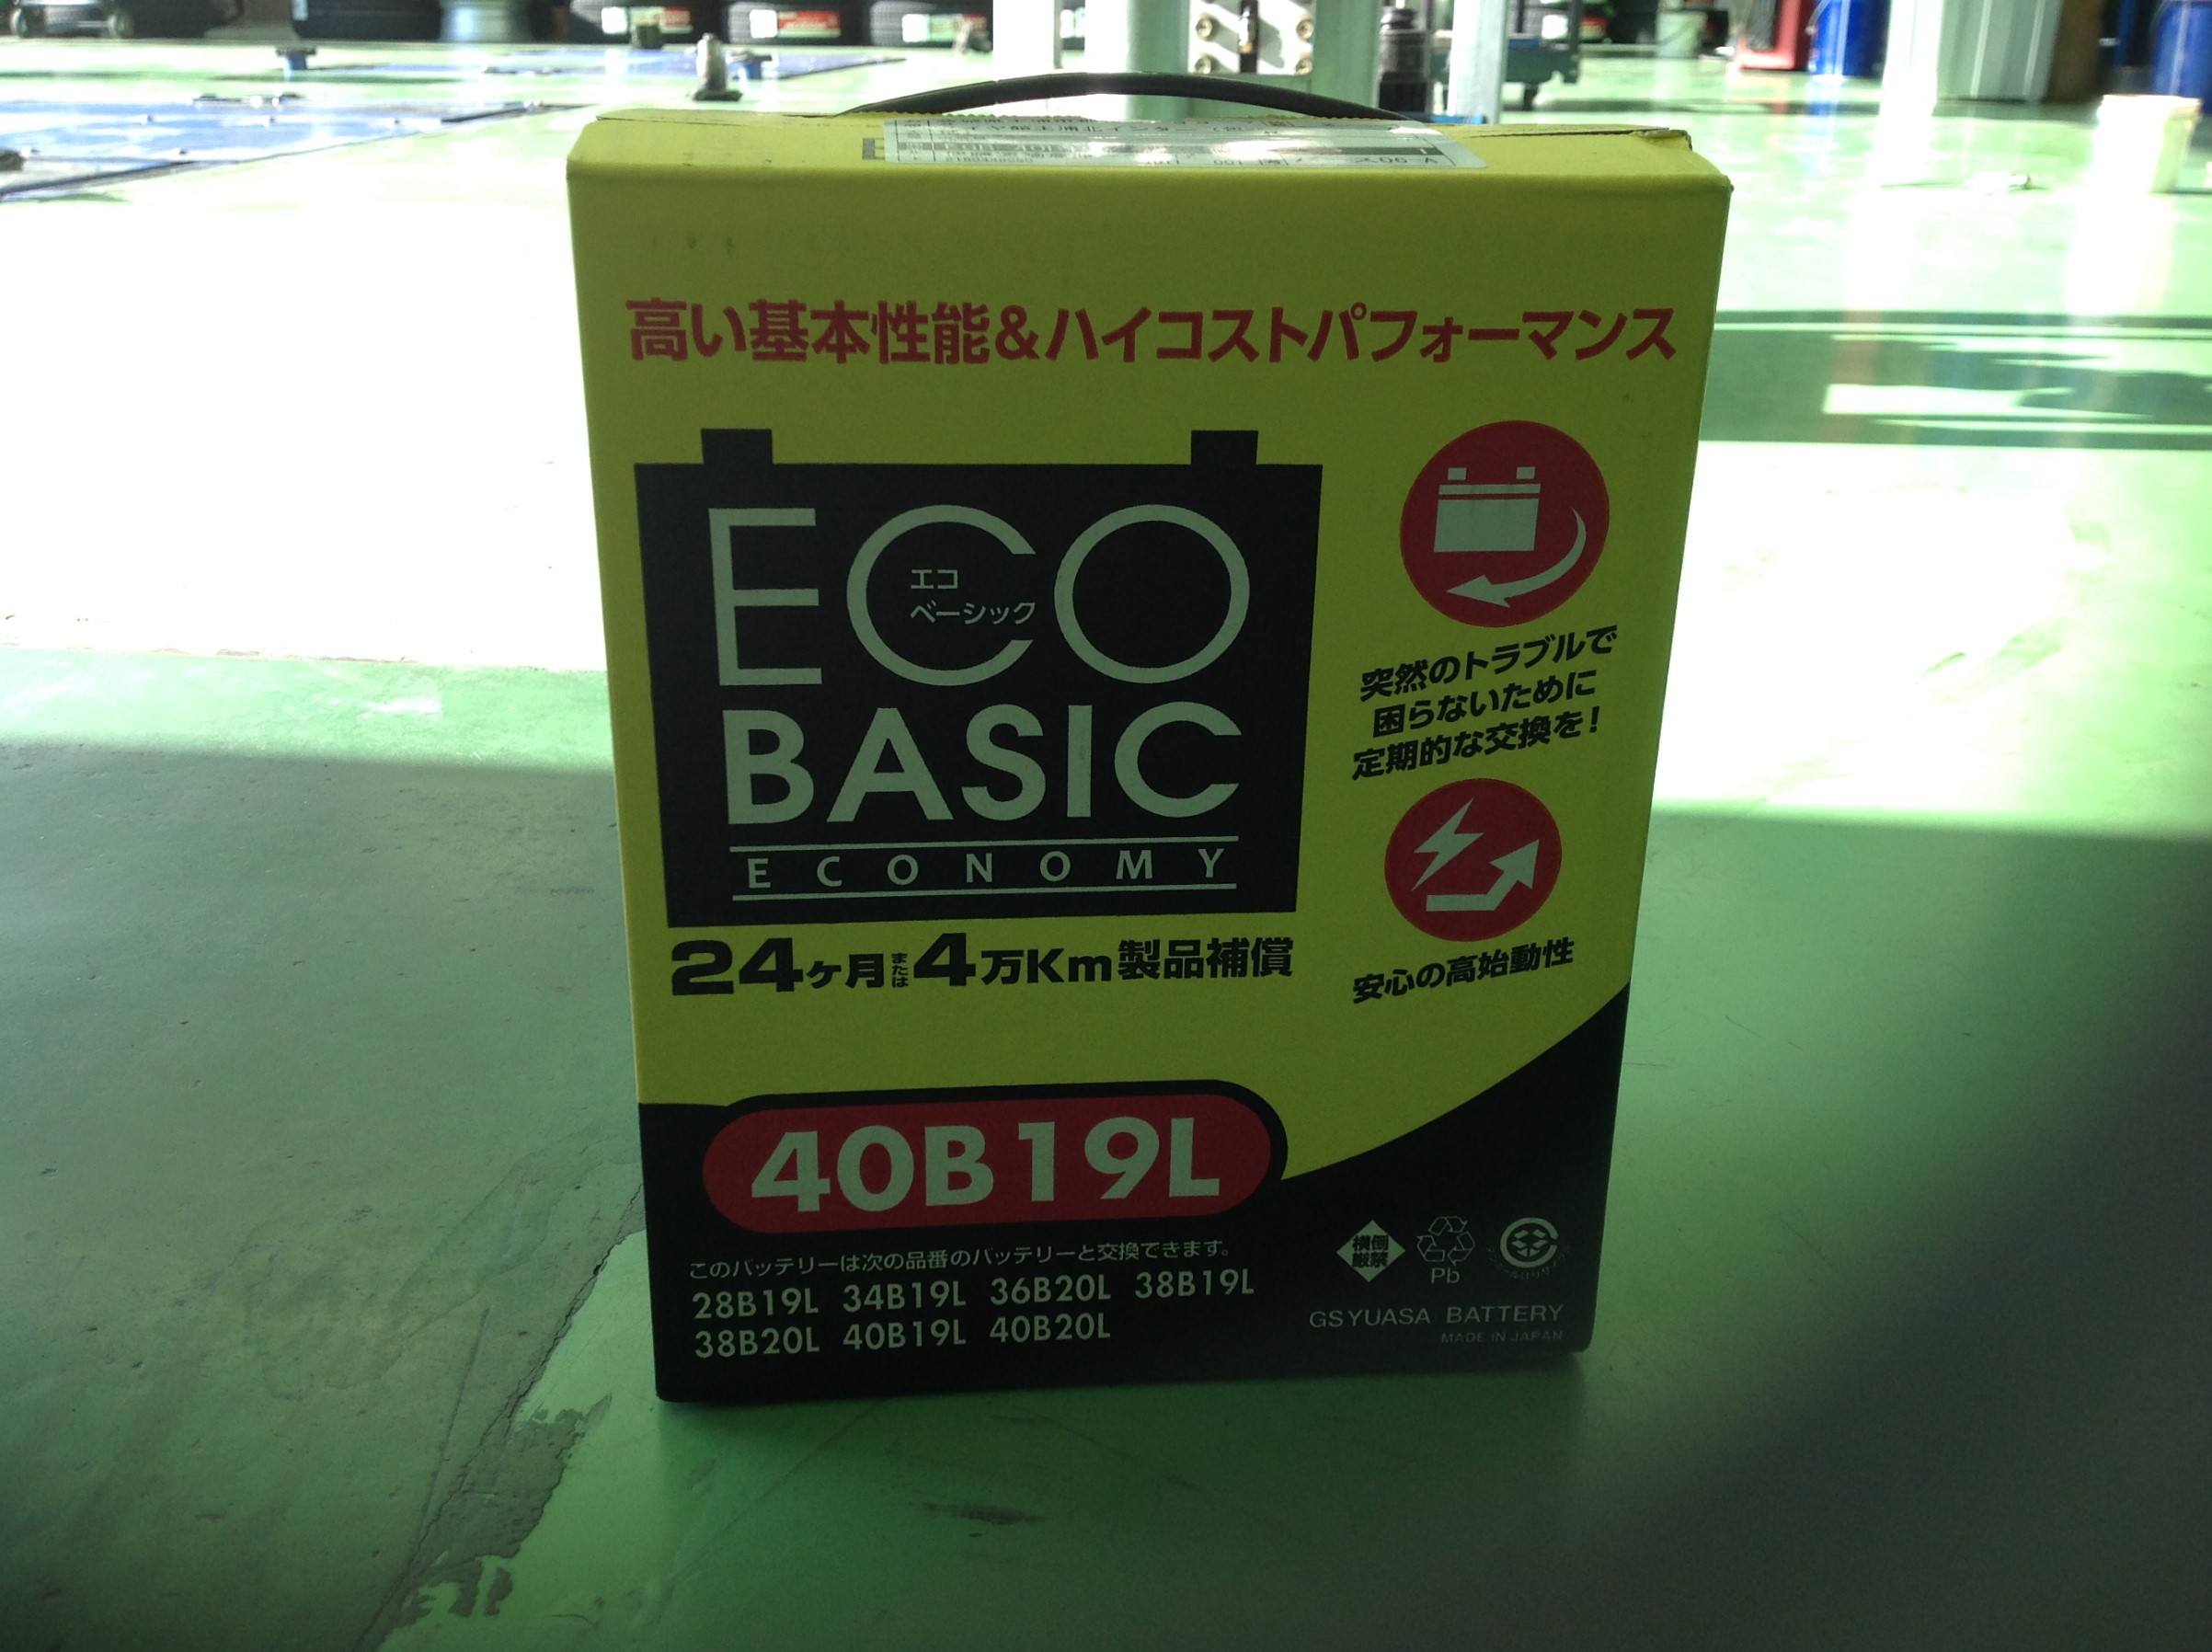 高い基本性能&ハイコストパフォーマンス
ECO
エコ
ベーシック
BASIC
ECONOMY
24ヶ月または4万Km製品補償
突然のトラブルで
困らないために
定期的な交換を!
安心の高始動性
40B19L
このバッテリーは次の品番のバッテリーと交換できます。
28B19L 34B19L 36B20L 38B19L
38B20L 40B19L 40B20L
横倒
厳禁
Pb
GSYUASA BATTERY
MADE IN JAPAN